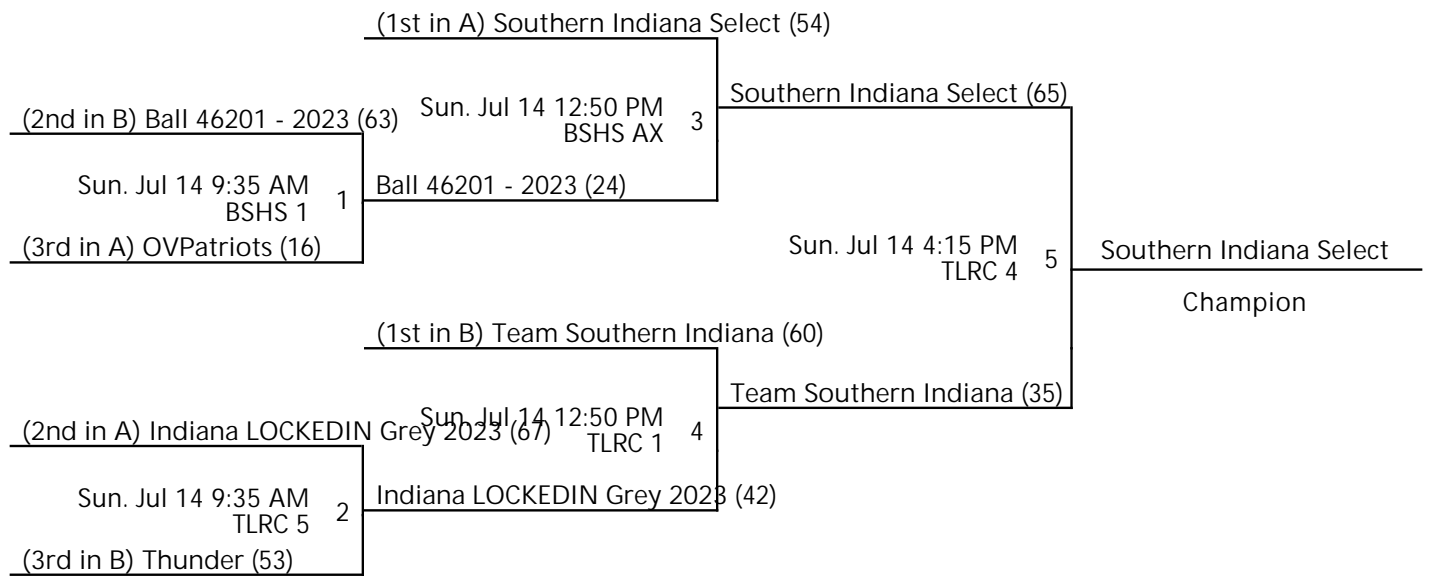 (1st in A) Southern Indiana Select (54)
(2nd in B) Ball 46201 - 2023 (63)
Sun. Jul 14 12:50 PM
BSHS AX
3
Southern Indiana Select (65)
Sun. Jul 14 9:35 AM
BSHS 1
1
Ball 46201 - 2023 (24)
(3rd in A) OVPatriots (16)
Sun. Jul 14 4:15 PM
TLRC 4
5
Southern Indiana Select
Champion
(1st in B) Team Southern Indiana (60)
Team Southern Indiana (35)
Sun. Jul 14 12:50 PM
TLRC 1
4
(2nd in A) Indiana LOCKEDIN Grey 2023 (67)
Sun. Jul 14 9:35 AM
TLRC 5
2
Indiana LOCKEDIN Grey 2023 (42)
(3rd in B) Thunder (53)